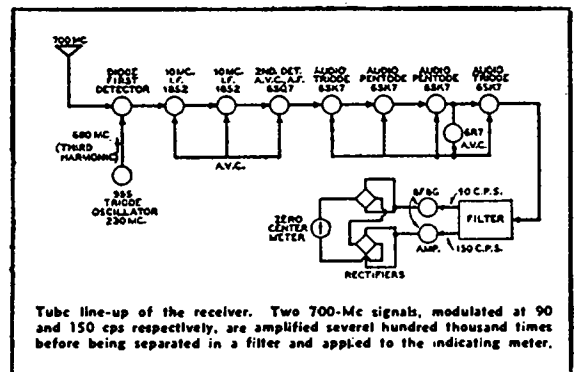 700 MC.
DIODE FIRST DETECTOR
10 MC. I.F. 1852
10 MC. I.F. 1852
2ND. DET. A.V.C., A.F. 6SQ7
AUDIO TRIODE 6SK7
AUDIO PENTODE 6SK7
AUDIO PENTODE 6SK7
AUDIO TRIODE 6SK7
690 MC. (THIRD HARMONIC)
955 TRIODE OSCILLATOR 230 MC.
A.V.C.
6R7 A.V.C.
ZERO CENTER METER
RECTIFIERS
6F8G
AMP.
90 C.P.S.
150 C.P.S.
FILTER
Tube line-up of the receiver. Two 700-Mc signals, modulated at 90
and 150 cps respectively, are amplified several hundred thousand times
before being separated in a filter and applied to the indicating meter.